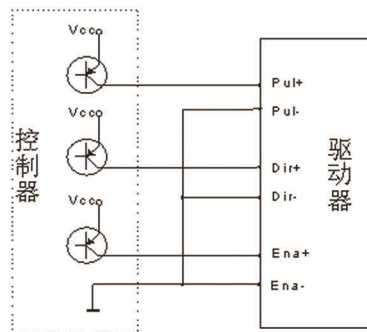 Vcc
Vcc
Vcc
控制器
Pul+
Pul-
Dir+
Dir-
Ena+
Ena-
驱动器